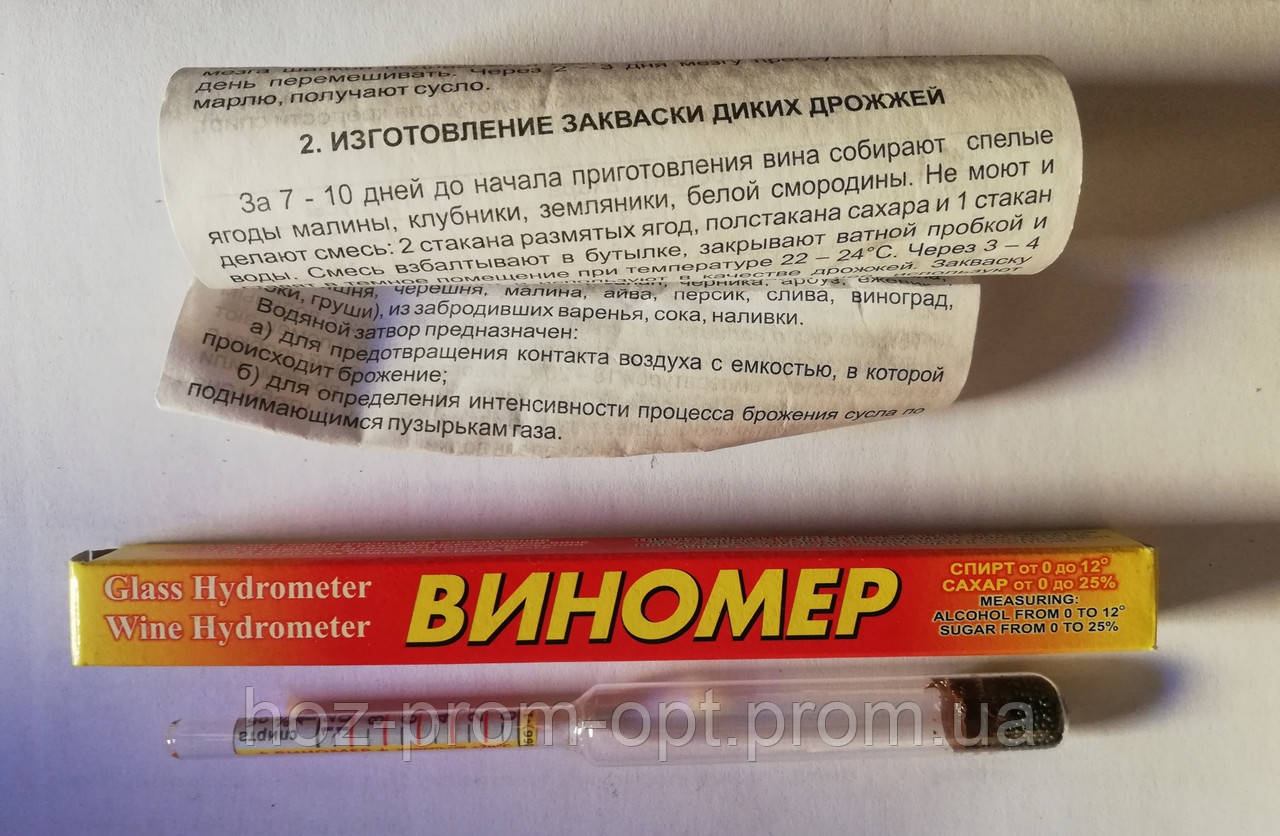 день перемешивать. Через 2 – 3 дня мезгу
марлю, получают сусло.
2. ИЗГОТОВЛЕНИЕ ЗАКВАСКИ ДИКИХ ДРОЖЖЕЙ
За 7 - 10 дней до начала приготовления вина собирают спелые
ягоды малины, клубники, земляники, белой смородины. Не моют и
делают смесь: 2 стакана размятых ягод, полстакана сахара и 1 стакан
воды. Смесь взбалтывают в бутылке, закрывают ватной пробкой и
в темное помещение при температуре 22 – 24°С. Через 3 – 4
используют в качестве дрожжей. Закваску
черешня, малина, айва, персик, слива, виноград,
груши), из забродивших варенья, сока, наливки.
Водяной затвор предназначен:
а) для предотвращения контакта воздуха с емкостью, в которой
происходит брожение;
б) для определения интенсивности процесса брожения сусла по
поднимающимся пузырькам газа.
Glass Hydrometer
Wine Hydrometer
ВИНОМЕР
СПИРТ от 0 до 12°
САХАР от 0 до 25%
MEASURING:
ALCOHOL FROM 0 TO 12°
SUGAR FROM 0 TO 25%
спирта
hoz-prom-opt.prom.ua